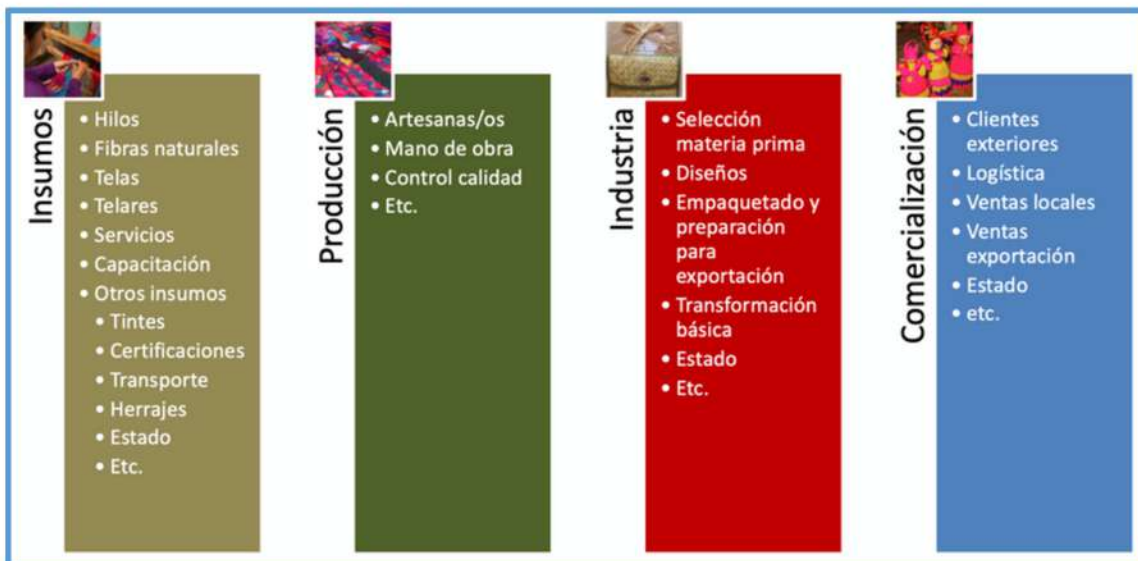 Insumos
• Hilos
• Fibras naturales
• Telas
• Telares
• Servicios
• Capacitación
• Otros insumos
• Tintes
• Certificaciones
• Transporte
• Herrajes
• Estado
• Etc.
Producción
• Artesanas/os
• Mano de obra
• Control calidad
• Etc.
Industria
• Selección
materia prima
• Diseños
• Empaquetado y
preparación
para
exportación
• Transformación
básica
• Estado
• Etc.
Comercialización
• Clientes
exteriores
• Logística
• Ventas locales
• Ventas
exportación
• Estado
• etc.